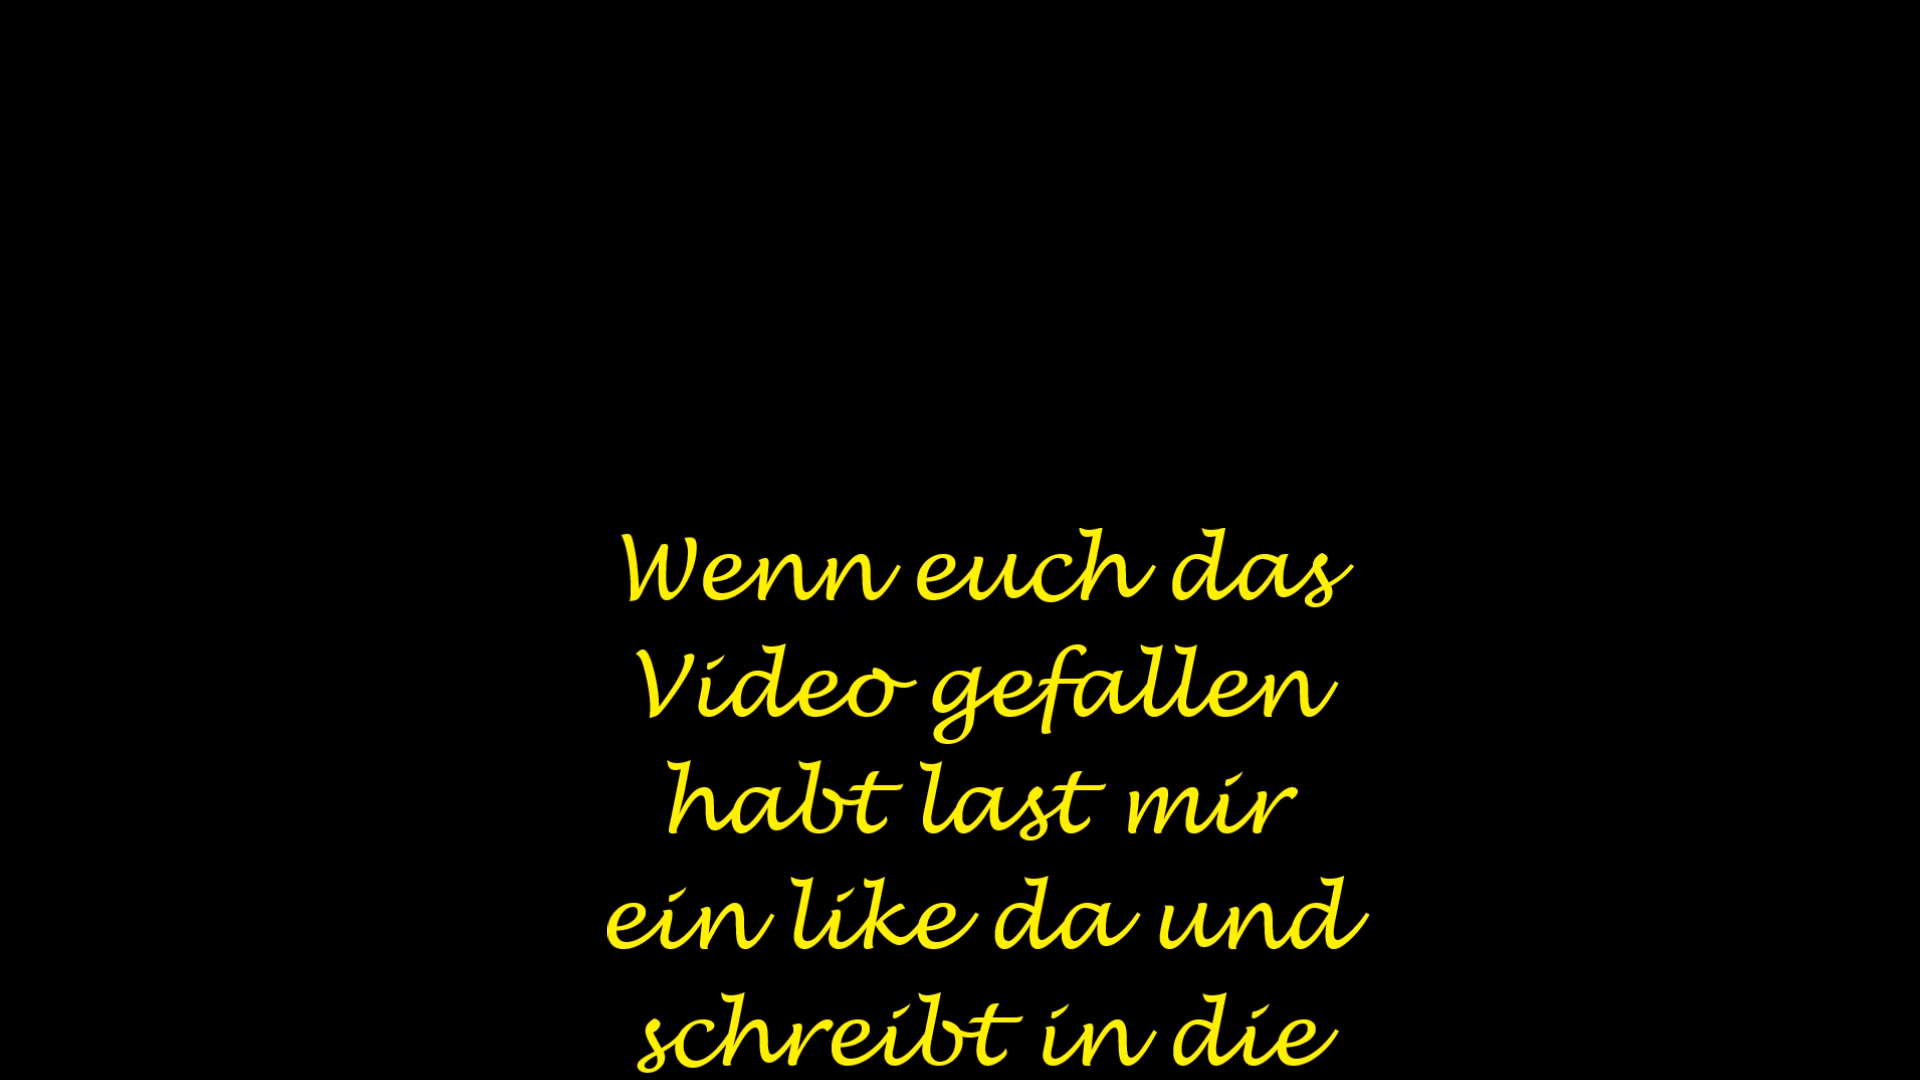 Wenn euch das
Video gefallen
habt last mir
ein like da und
schreibt in die